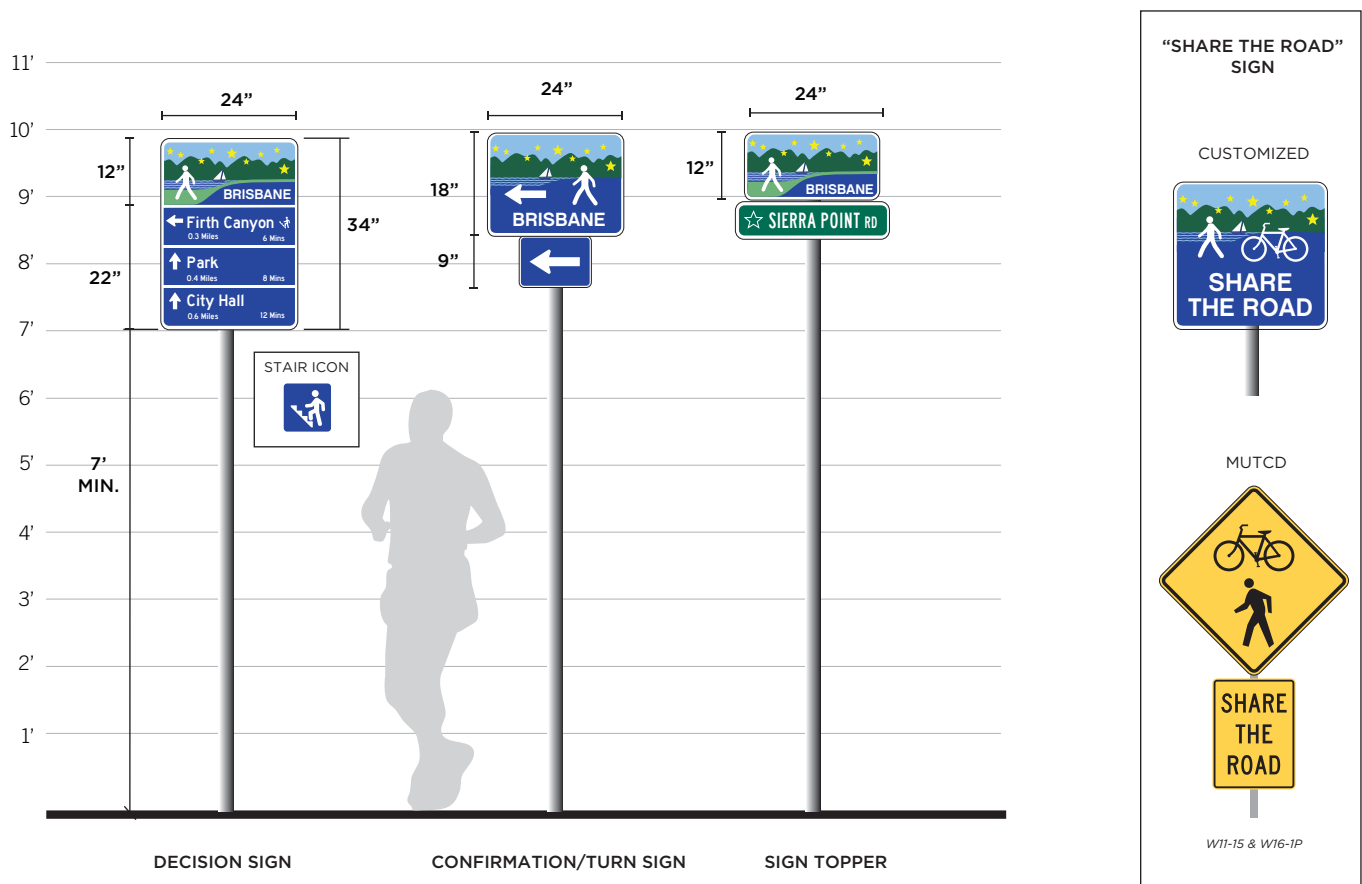 11’
10’
9’
8’
7’
6’
5’
4’
3’
2’
1’
24”
12”
22”
34”
7’
MIN.
BRISBANE
Firth Canyon
0.3 Miles 6 Mins
Park
0.4 Miles 8 Mins
City Hall
0.6 Miles 12 Mins
STAIR ICON
DECISION SIGN
24”
18”
9”
BRISBANE
CONFIRMATION/TURN SIGN
24”
12”
BRISBANE
SIERRA POINT RD
SIGN TOPPER
“SHARE THE ROAD”
SIGN
CUSTOMIZED
SHARE
THE ROAD
MUTCD
SHARE
THE
ROAD
W11-15 & W16-1P